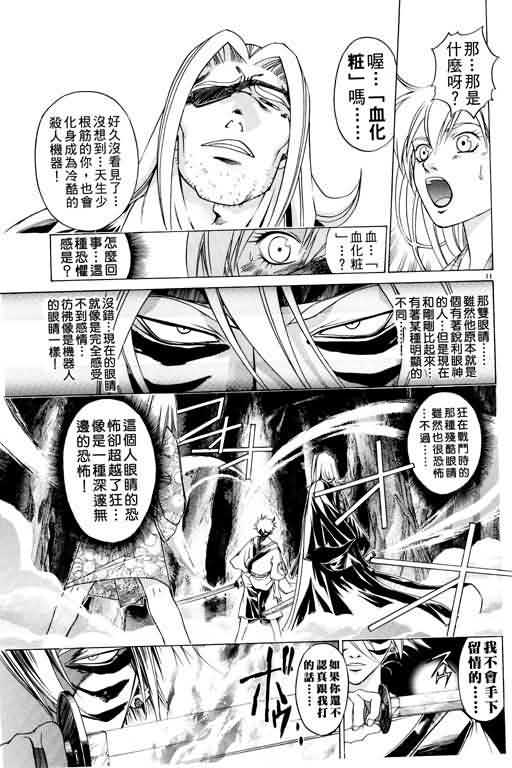 那…那是
什麼呀？
喔…「血化
粧」嗎……
好久沒看見了…
沒想到…天生少
根筋的你，也會
化身成為冷酷的
殺人機器！
血…「
血化粧
」…？
怎麼回
事…這
種恐懼
感是？
11
那雙眼睛……
雖然他原本就是
個有著銳利眼神
的人…但是現在
和剛剛比起來…
有著某種明顯的
不同…！
沒錯…現在的眼睛
就像是完全感受
不到感情…
彷彿像是機器人
的眼睛一樣！
狂在戰鬥時的
那種殘酷眼睛
雖然也很恐怖
…不過……
這個人眼睛的恐
怖卻超越了狂…
像是一種深邃無
邊的恐怖！
我不會手下
留情的……
如果你還不
認真跟我打
的話…
ゴゥ